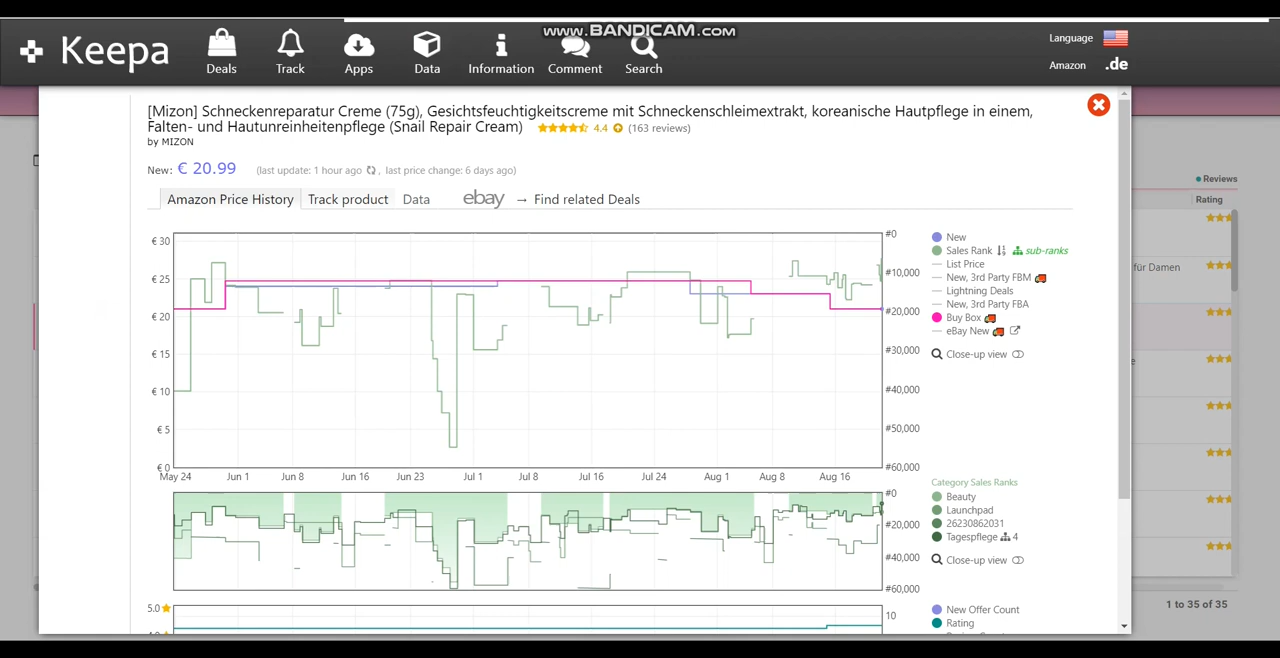 www.BANDICAM.com
Keepa
Deals
Track
Apps
Data
Information
Comment
Search
Language
Amazon .de
[Mizon] Schneckenreparatur Creme (75g), Gesichtsfeuchtigkeitscreme mit Schneckenschleimextrakt, koreanische Hautpflege in einem,
Falten- und Hautunreinheitenpflege (Snail Repair Cream) 4.4 (163 reviews)
by MIZON
New: € 20.99 (last update: 1 hour ago , last price change: 6 days ago)
Amazon Price History Track product Data ebay → Find related Deals
€ 30
€ 25
€ 20
€ 15
€ 10
€ 5
€ 0
#0
#10,000
#20,000
#30,000
#40,000
#50,000
#60,000
May 24 Jun 1 Jun 8 Jun 16 Jun 23 Jul 1 Jul 8 Jul 16 Jul 24 Aug 1 Aug 8 Aug 16
New
Sales Rank sub-ranks
List Price
New, 3rd Party FBM
Lightning Deals
New, 3rd Party FBA
Buy Box
eBay New
Close-up view
#0
#20,000
#40,000
#60,000
Category Sales Ranks
Beauty
Launchpad
26230862031
Tagespflege 4
Close-up view
5.0
10
New Offer Count
Rating
Reviews
Rating
für Damen
1 to 35 of 35